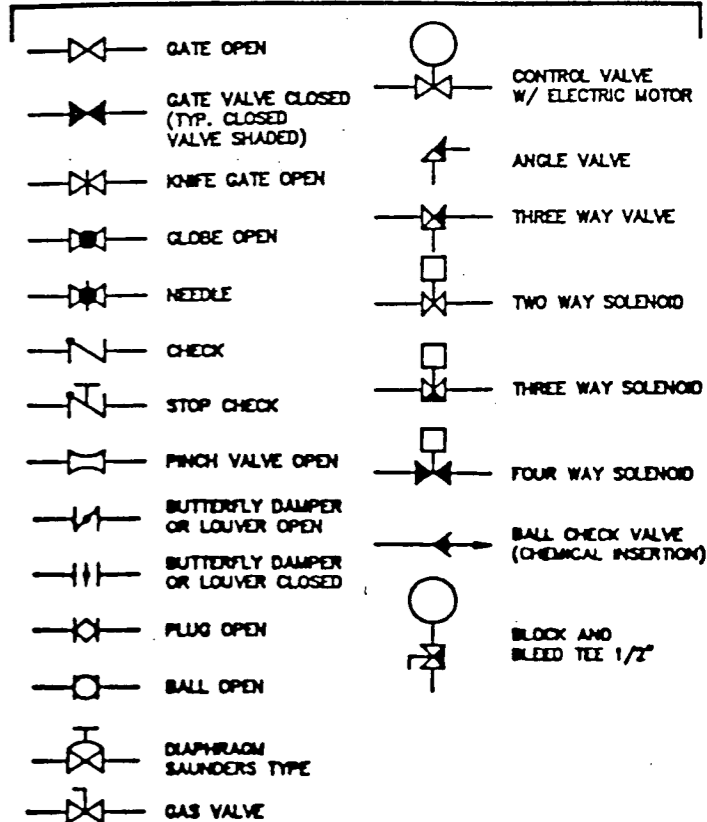 GATE OPEN
GATE VALVE CLOSED
(TYP. CLOSED
VALVE SHADED)
KNIFE GATE OPEN
GLOBE OPEN
NEEDLE
CHECK
STOP CHECK
PINCH VALVE OPEN
BUTTERFLY DAMPER
OR LOUVER OPEN
BUTTERFLY DAMPER
OR LOUVER CLOSED
PLUG OPEN
BALL OPEN
DIAPHRAGM
SAUNDERS TYPE
GAS VALVE
CONTROL VALVE
W/ ELECTRIC MOTOR
ANGLE VALVE
THREE WAY VALVE
TWO WAY SOLENOID
THREE WAY SOLENOID
FOUR WAY SOLENOID
BALL CHECK VALVE
(CHEMICAL INSERTION)
BLOCK AND
BLEED TEE 1/2"